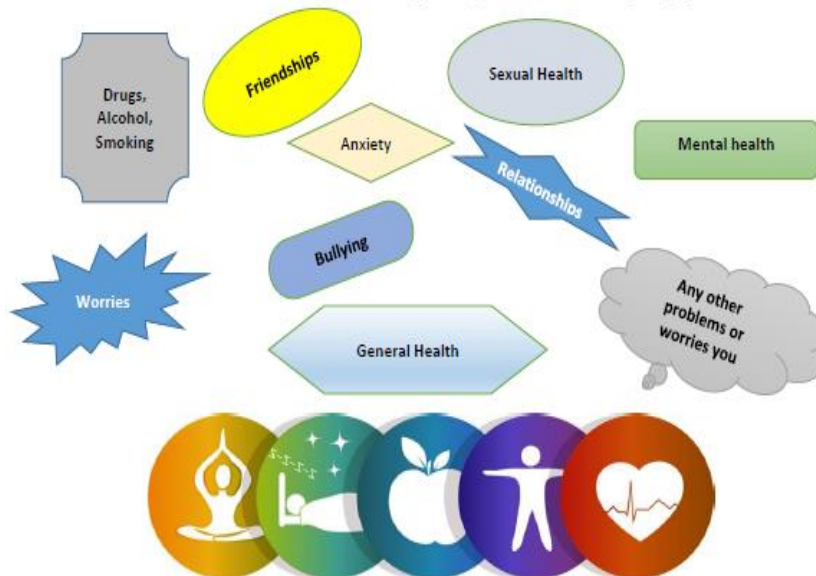 Friendships
Sexual Health
Drugs,
Alcohol,
Smoking
Anxiety
Mental health
Relationships
Bullying
Worries
Any other
problems or
worries you
General Health